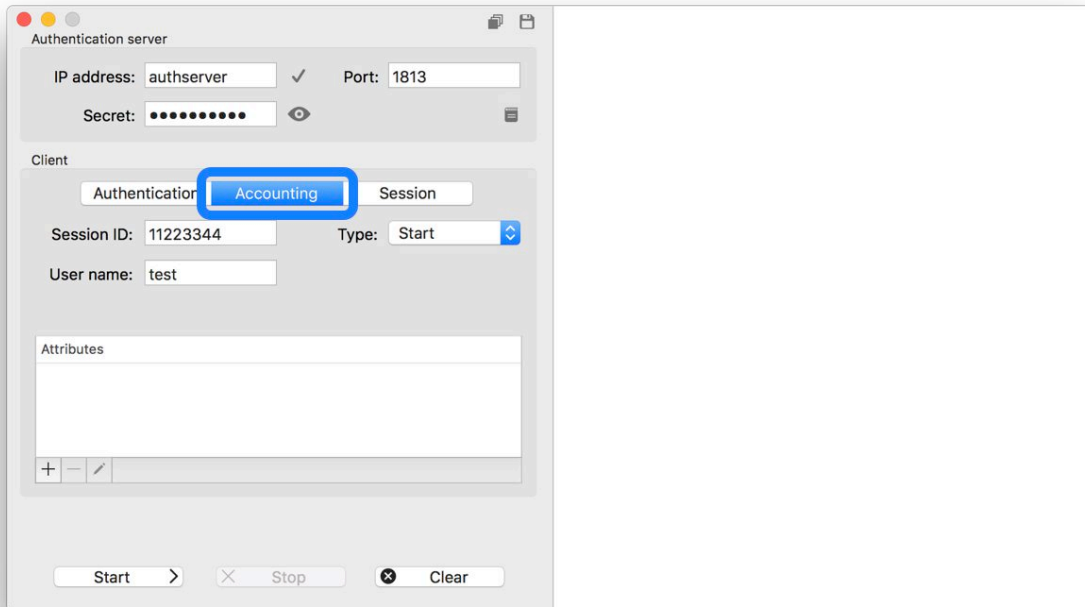 Authentication server
IP address: authserver Port: 1813
Secret: ●●●●●●●●●●
Client
Authentication Accounting Session
Session ID: 11223344 Type: Start
User name: test
Attributes
Start Stop Clear